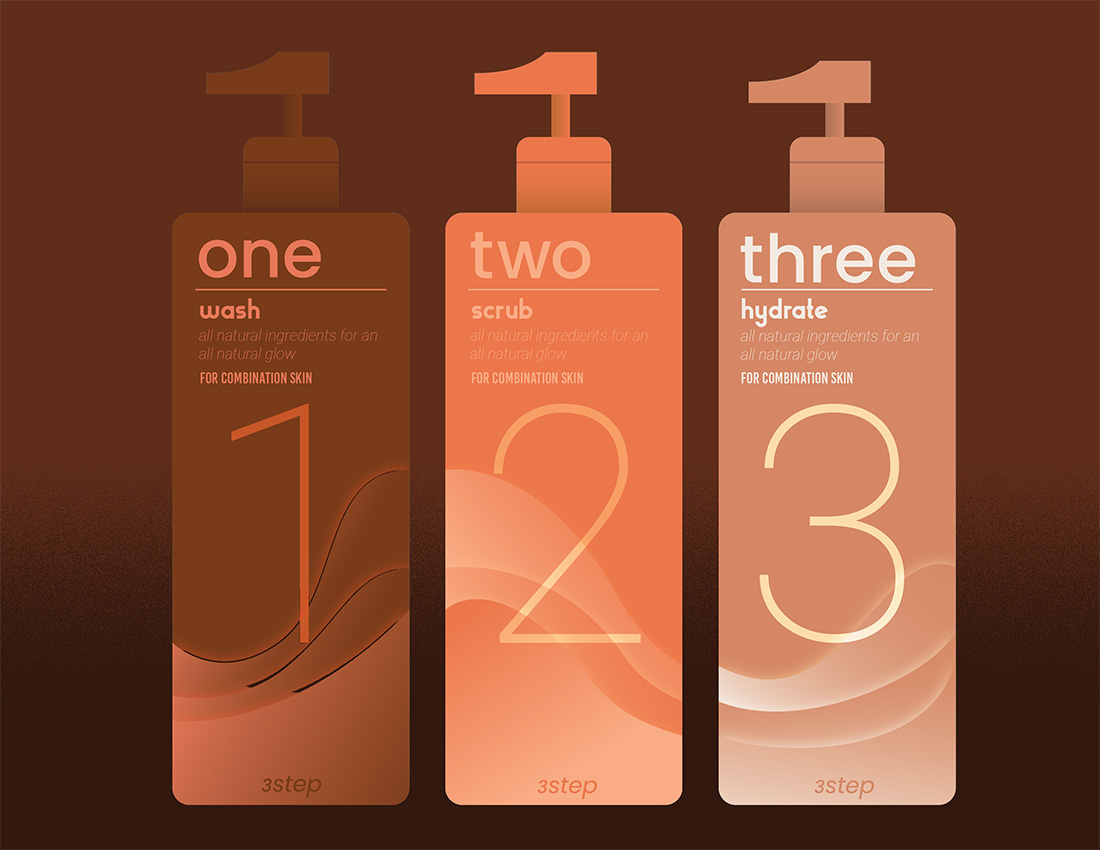 one
wash
all natural ingredients for an
all natural glow
FOR COMBINATION SKIN
1
3step
two
scrub
all natural ingredients for an
all natural glow
FOR COMBINATION SKIN
2
3step
three
hydrate
all natural ingredients for an
all natural glow
FOR COMBINATION SKIN
3
3step